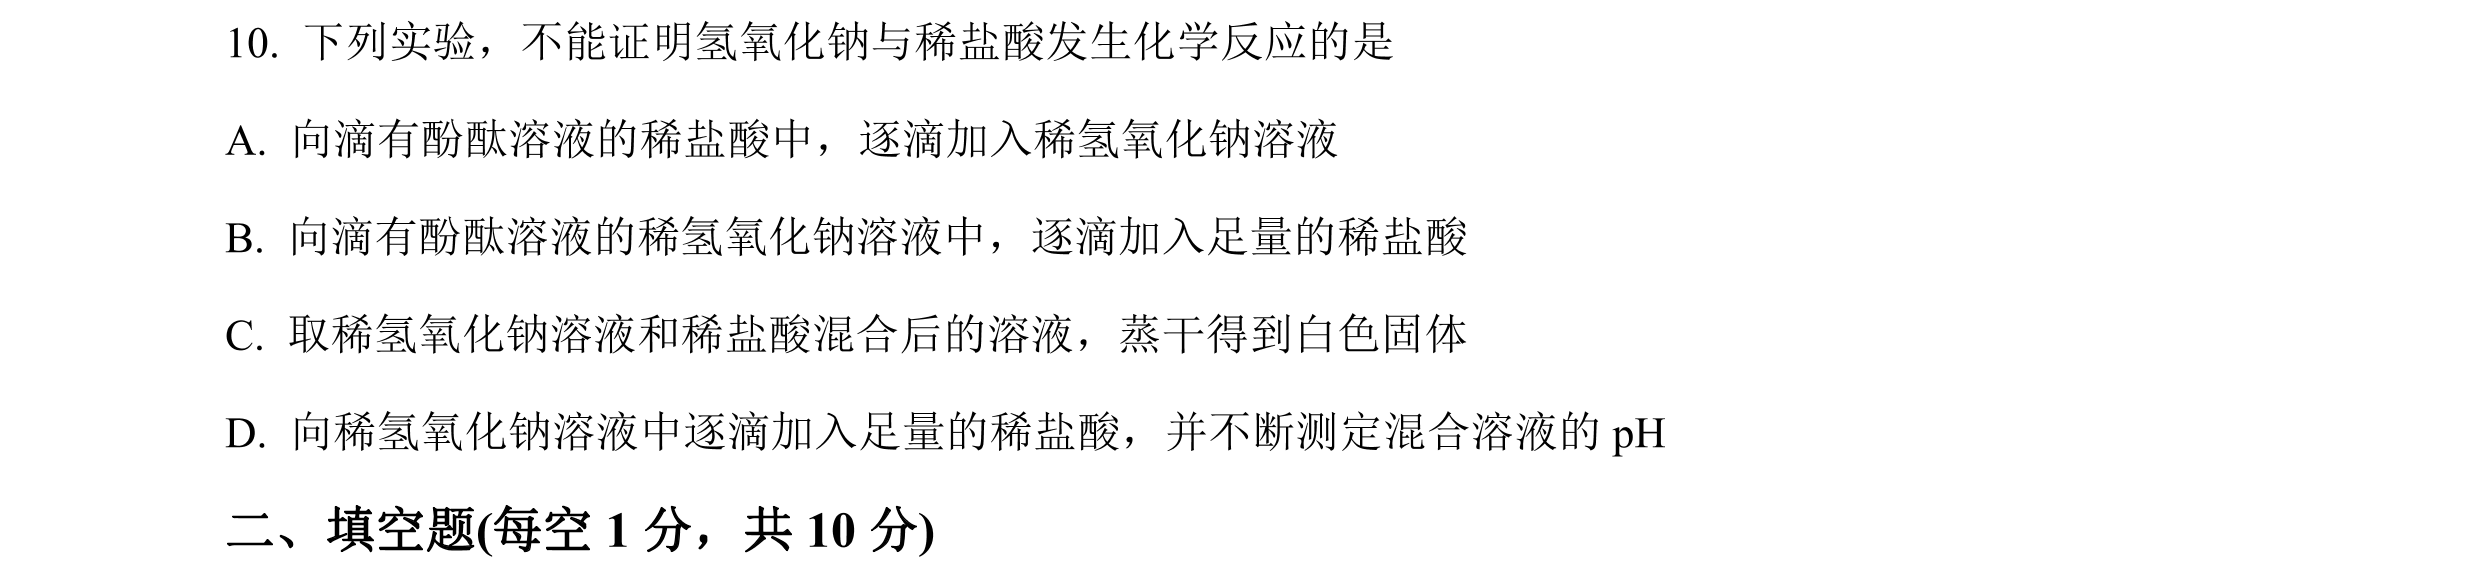 10. 下列实验，不能证明氢氧化钠与稀盐酸发生化学反应的是
A. 向滴有酚酞溶液的稀盐酸中，逐滴加入稀氢氧化钠溶液
B. 向滴有酚酞溶液的稀氢氧化钠溶液中，逐滴加入足量的稀盐酸
C. 取稀氢氧化钠溶液和稀盐酸混合后的溶液，蒸干得到白色固体
D. 向稀氢氧化钠溶液中逐滴加入足量的稀盐酸，并不断测定混合溶液的 pH
二、填空题(每空 1 分，共 10 分)